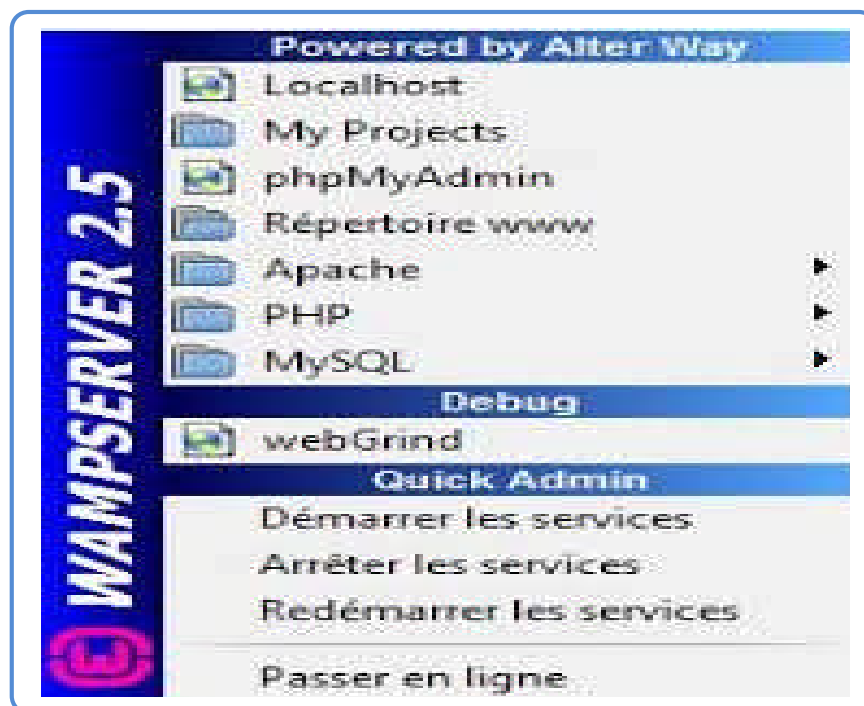 Powered by Alter Way
Localhost
My Projects
phpMyAdmin
Répertoire www
Apache
PHP
MySQL
Debug
webGrind
Quick Admin
Démarrer les services
Arrêter les services
Redémarrer les services
Passer en ligne
WAMPSERVER 2.5